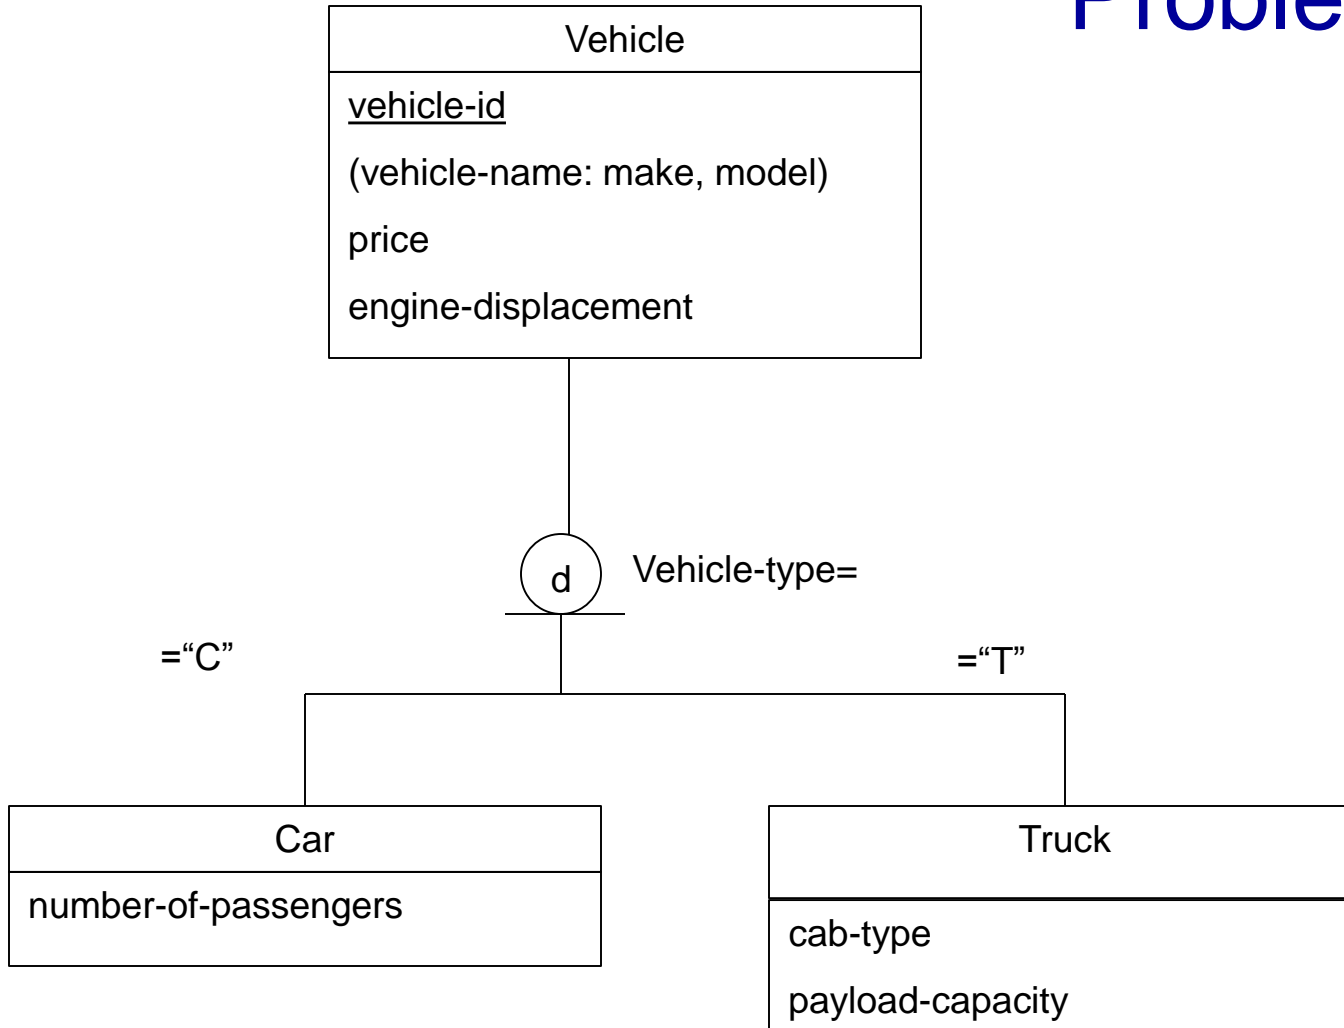 Vehicle
vehicle-id
(vehicle-name: make, model)
price
engine-displacement
d
Vehicle-type=
=“C”
=“T”
Car
number-of-passengers
Truck
cab-type
payload-capacity